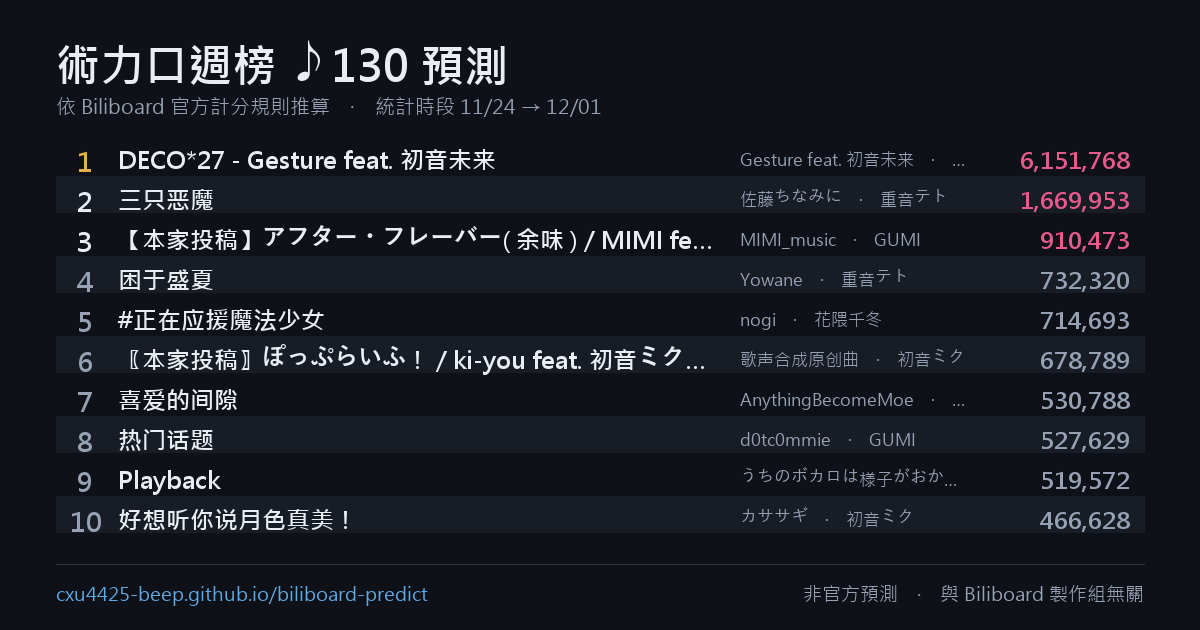 術力口週榜 ♪130 預測
依 Biliboard 官方計分規則推算 · 統計時段 11/24 → 12/01
1 DECO*27 - Gesture feat. 初音未来 Gesture feat. 初音未来 · … 6,151,768
2 三只恶魔 佐藤ちなみに · 重音テト 1,669,953
3 【本家投稿】アフター・フレーバー(余味) / MIMI fe… MIMI_music · GUMI 910,473
4 困于盛夏 Yowane · 重音テト 732,320
5 #正在应援魔法少女 nogi · 花隈千冬 714,693
6 〖本家投稿〗ぽっぷらいふ！ / ki-you feat. 初音ミク… 歌声合成原创曲 · 初音ミク 678,789
7 喜爱的间隙 AnythingBecomeMoe · … 530,788
8 热门话题 d0tc0mmie · GUMI 527,629
9 Playback うちのボカロは様子がおか… 519,572
10 好想听你说月色真美！ カササギ · 初音ミク 466,628
cxu4425-beep.github.io/biliboard-predict 非官方預測 · 與 Biliboard 製作組無關